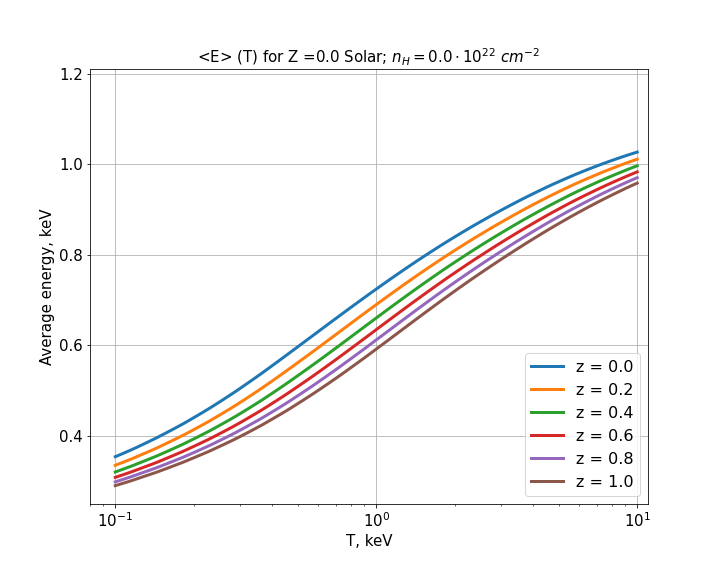 <E> (T) for Z =0.0 Solar; n_H = 0.0 · 10^22 cm^−2
1.2
1.0
0.8
0.6
0.4
Average energy, keV
z = 0.0
z = 0.2
z = 0.4
z = 0.6
z = 0.8
z = 1.0
10^−1
10^0
10^1
T, keV